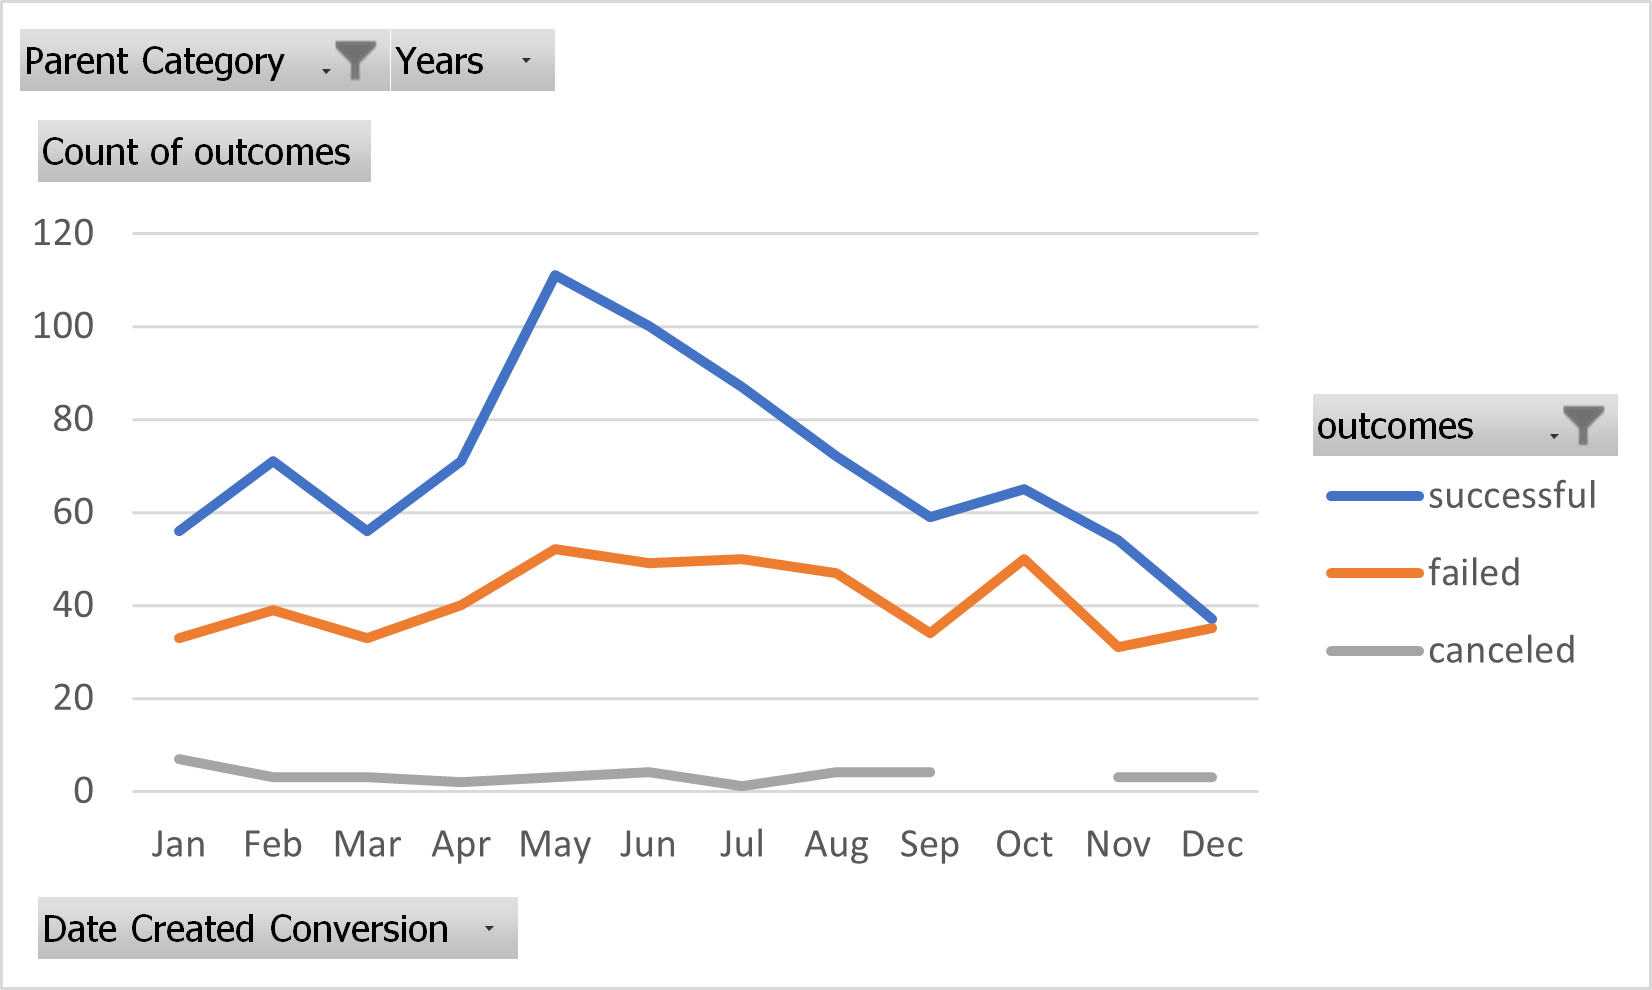 Parent Category Years
Count of outcomes
120
100
80
60
40
20
0
Jan Feb Mar Apr May Jun Jul Aug Sep Oct Nov Dec
outcomes
successful
failed
canceled
Date Created Conversion